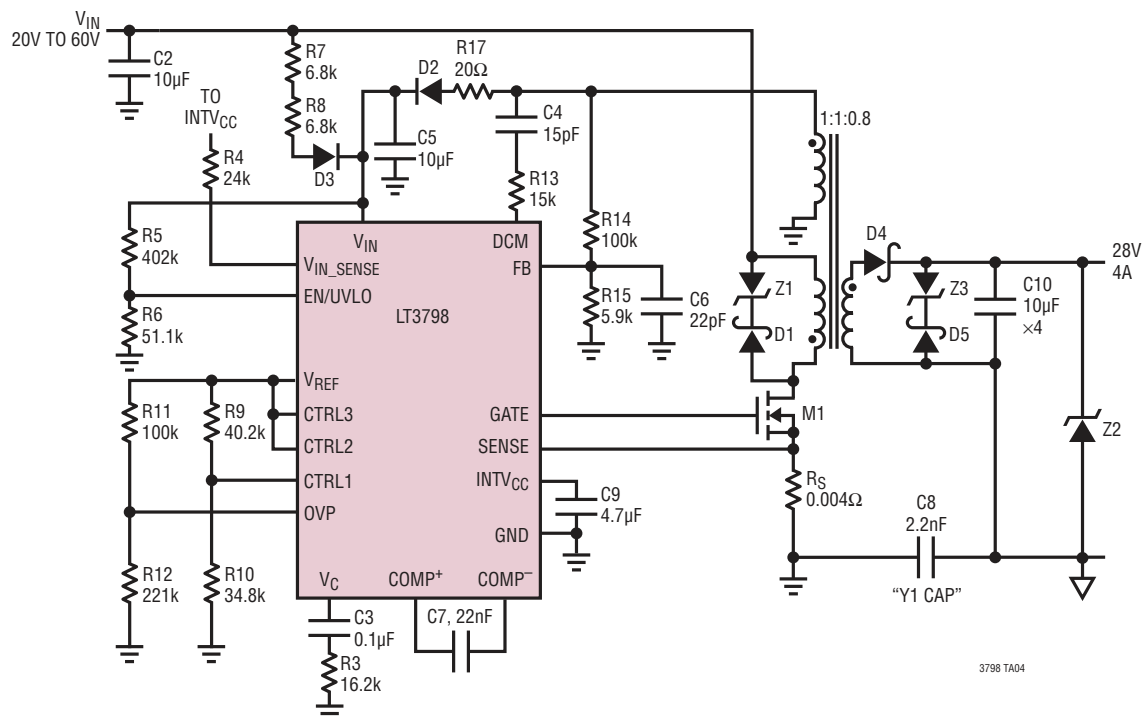 VIN
20V TO 60V
C2
10µF
R7
6.8k
R8
6.8k
D3
TO
INTVCC
R4
24k
R5
402k
R6
51.1k
C5
10µF
D2
R17
20Ω
C4
15pF
R13
15k
R14
100k
R15
5.9k
C6
22pF
1:1:0.8
Z1
D1
D4
Z3
D5
C10
10µF
×4
28V
4A
Z2
M1
RS
0.004Ω
C8
2.2nF
“Y1 CAP”
C9
4.7µF
VIN
DCM
VIN_SENSE
FB
EN/UVLO
LT3798
VREF
CTRL3
GATE
CTRL2
SENSE
CTRL1
INTVCC
OVP
GND
VC
COMP+
COMP–
R11
100k
R9
40.2k
R12
221k
R10
34.8k
C3
0.1µF
R3
16.2k
C7, 22nF
3798 TA04